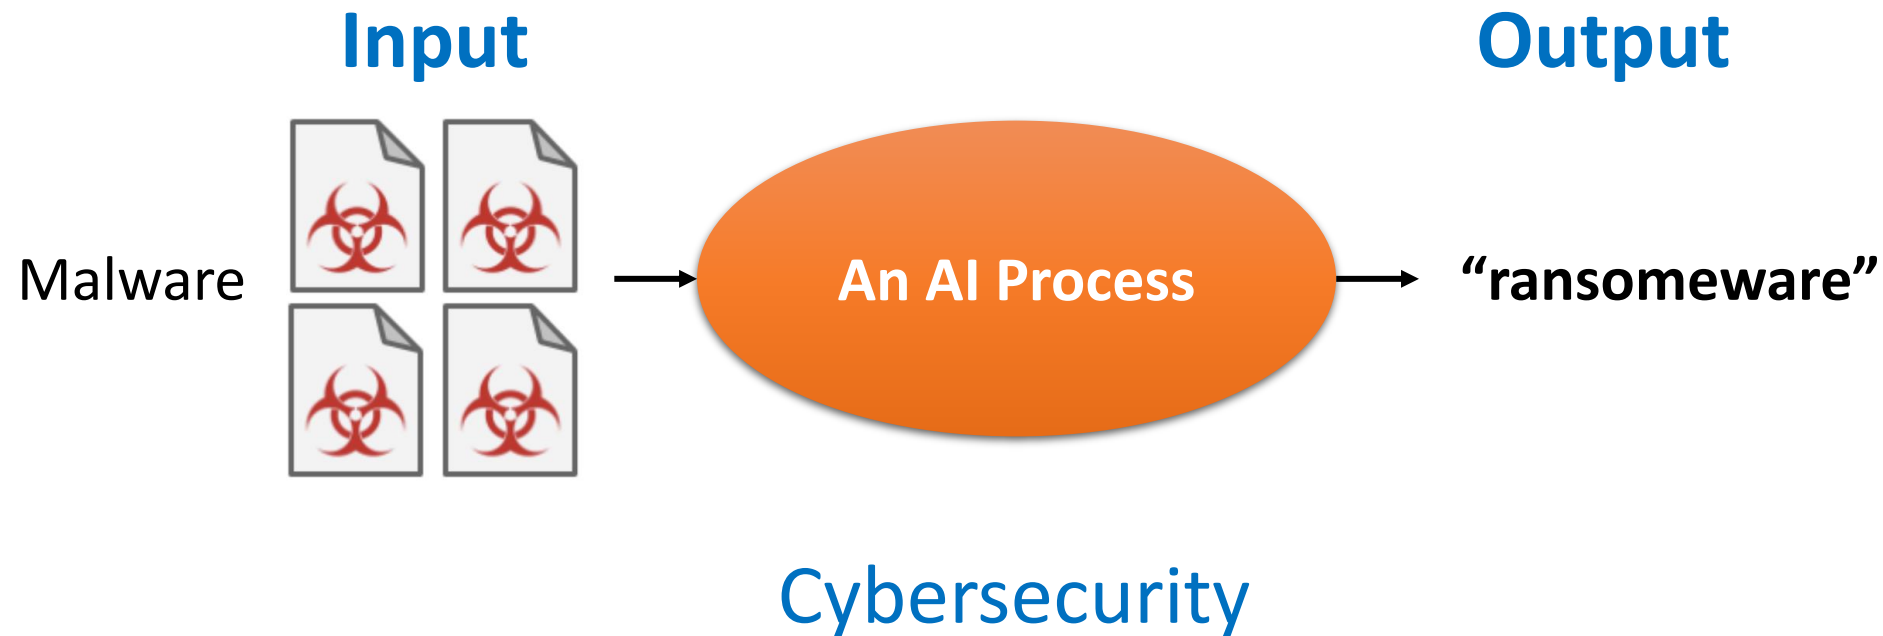 Input
Output
Malware
An AI Process
“ransomeware”
Cybersecurity